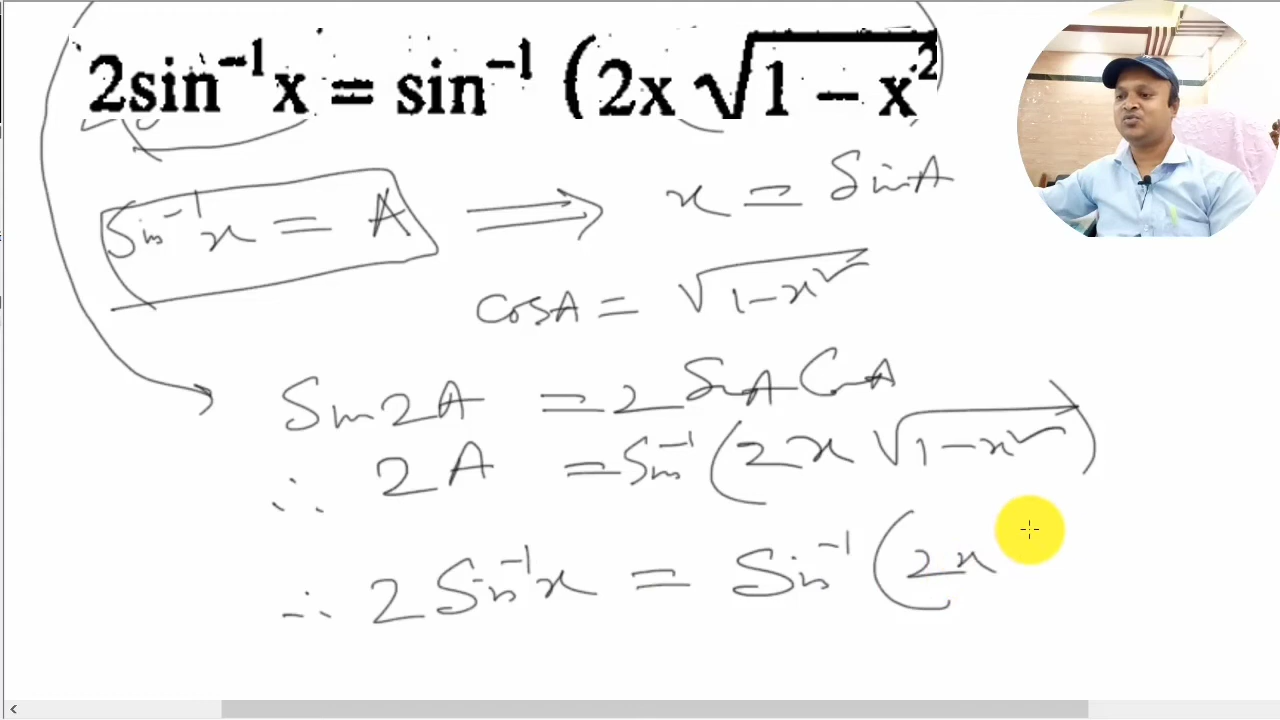 2sin⁻¹x = sin⁻¹ (2x √1 − x²
Sin⁻¹x = A ⟹ x = SinA
CosA = √1−x²
Sin2A = 2 SinA CosA
∴ 2A = Sin⁻¹ (2x √1−x²)
∴ 2 Sin⁻¹x = Sin⁻¹ (2x